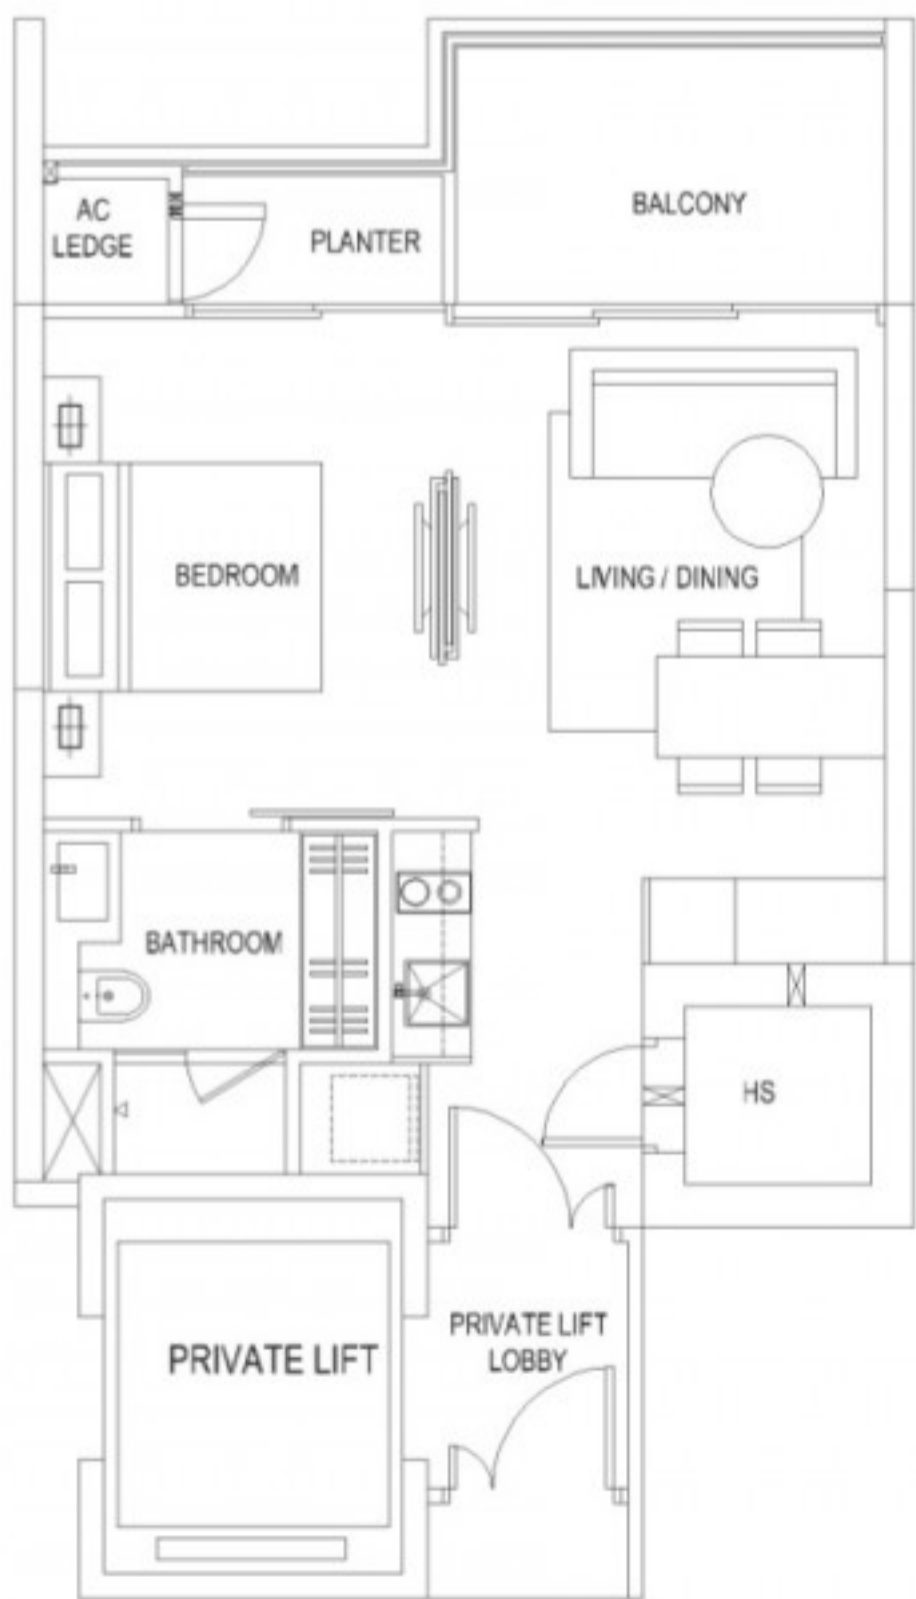 AC
LEDGE
PLANTER
BALCONY
BEDROOM
LIVING / DINING
BATHROOM
HS
PRIVATE LIFT
LOBBY
PRIVATE LIFT